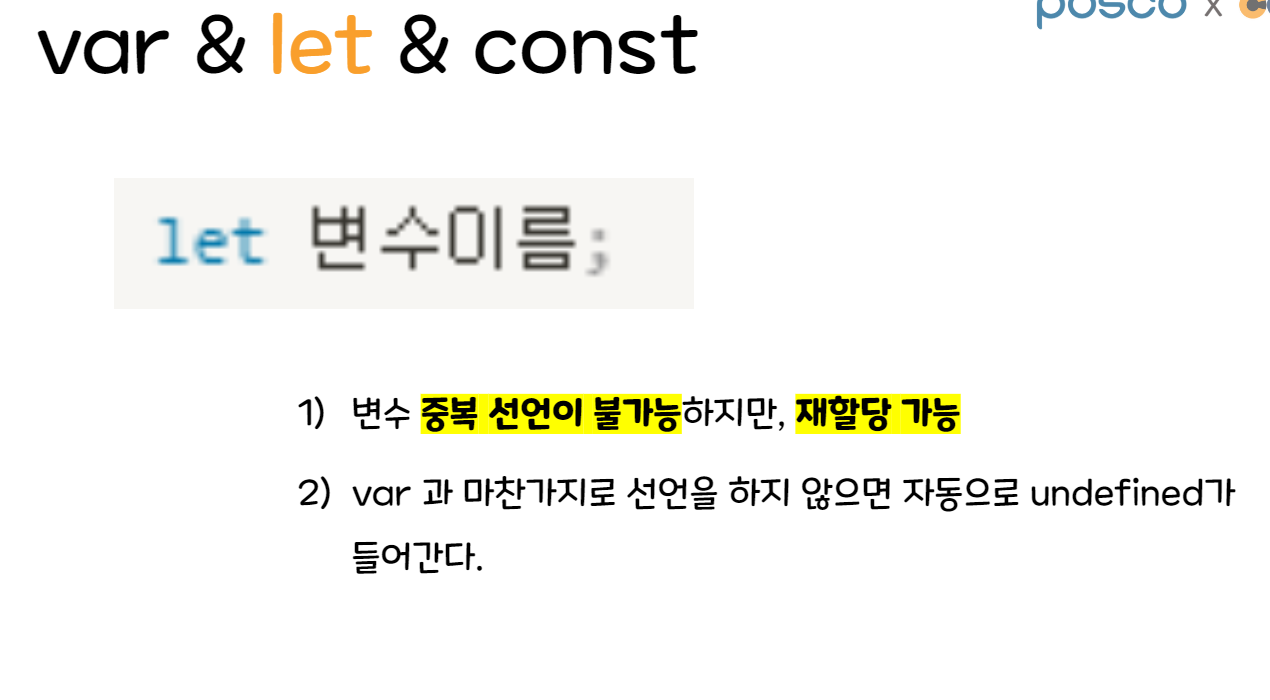 posco x
var & let & const
let 변수이름;
1) 변수 중복 선언이 불가능하지만, 재할당 가능
2) var 과 마찬가지로 선언을 하지 않으면 자동으로 undefined가
들어간다.